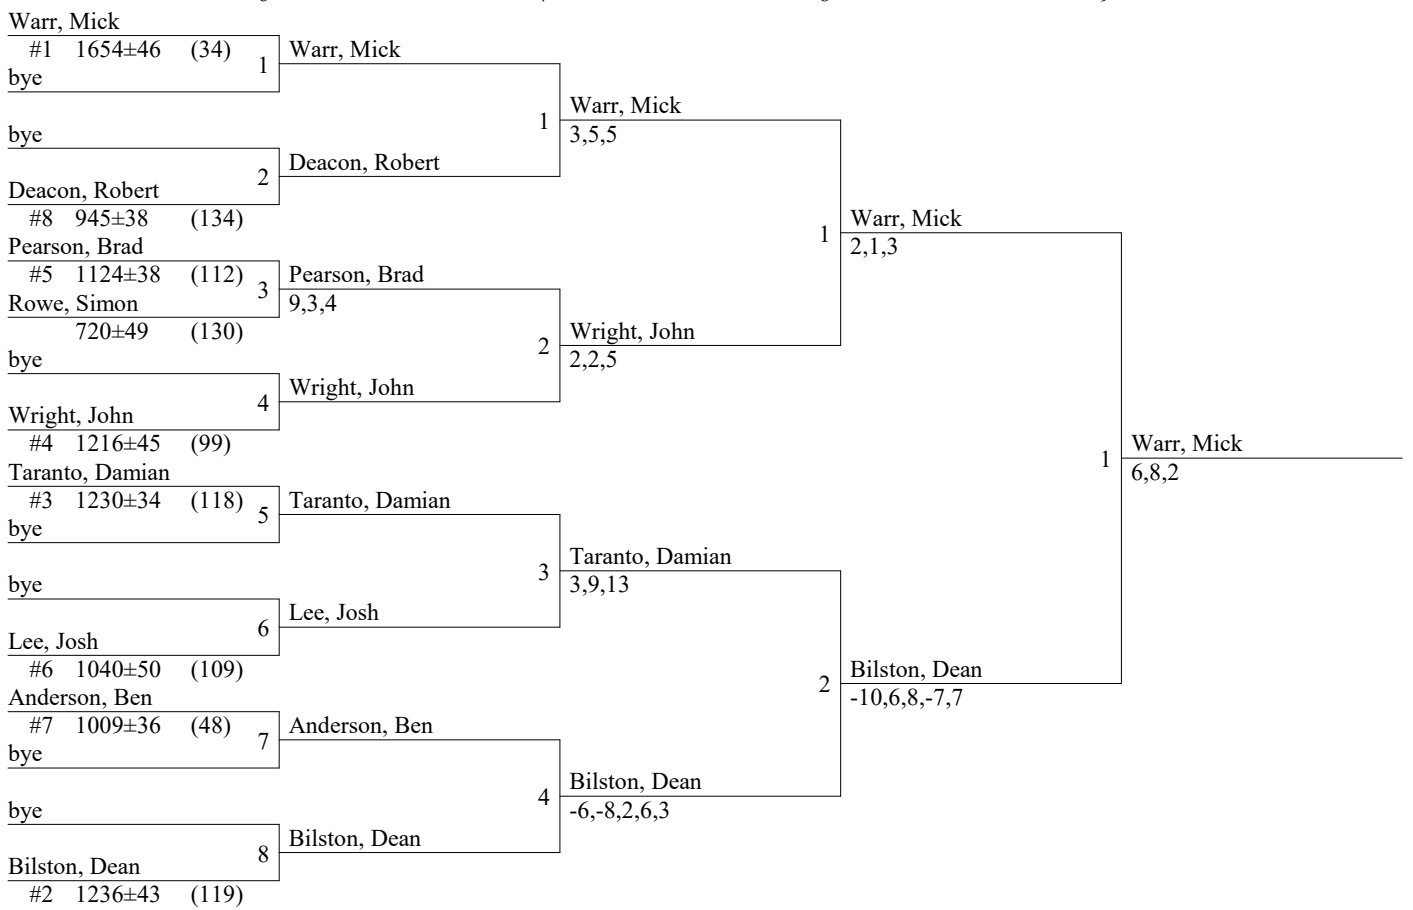 Warr, Mick
#1 1654±46 (34)
1
Warr, Mick
bye
1
Warr, Mick
3,5,5
bye
2
Deacon, Robert
Deacon, Robert
#8 945±38 (134)
1
Warr, Mick
2,1,3
Pearson, Brad
#5 1124±38 (112)
3
Pearson, Brad
9,3,4
Rowe, Simon
720±49 (130)
2
Wright, John
2,2,5
bye
4
Wright, John
Wright, John
#4 1216±45 (99)
1
Warr, Mick
6,8,2
Taranto, Damian
#3 1230±34 (118)
5
Taranto, Damian
bye
3
Taranto, Damian
3,9,13
bye
6
Lee, Josh
Lee, Josh
#6 1040±50 (109)
2
Bilston, Dean
-10,6,8,-7,7
Anderson, Ben
#7 1009±36 (48)
7
Anderson, Ben
bye
4
Bilston, Dean
-6,-8,2,6,3
bye
8
Bilston, Dean
Bilston, Dean
#2 1236±43 (119)